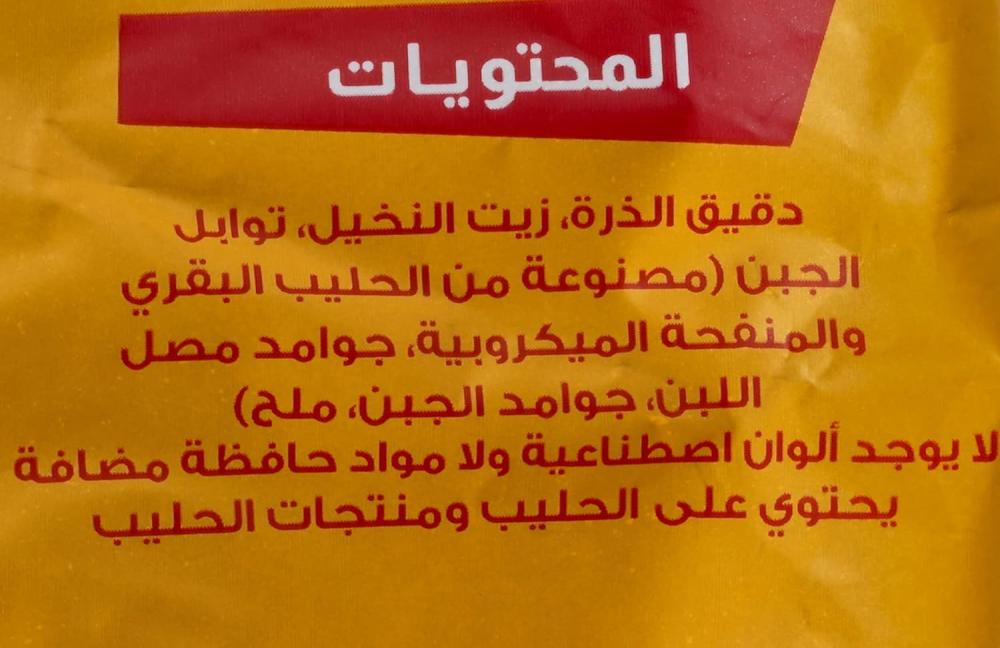 المحتويات
دقيق الذرة، زيت النخيل، توابل
الجبن (مصنوعة من الحليب البقري
والمنفحة الميكروبية، جوامد مصل
اللبن، جوامد الجبن، ملح)
لا يوجد ألوان اصطناعية ولا مواد حافظة مضافة
يحتوي على الحليب ومنتجات الحليب